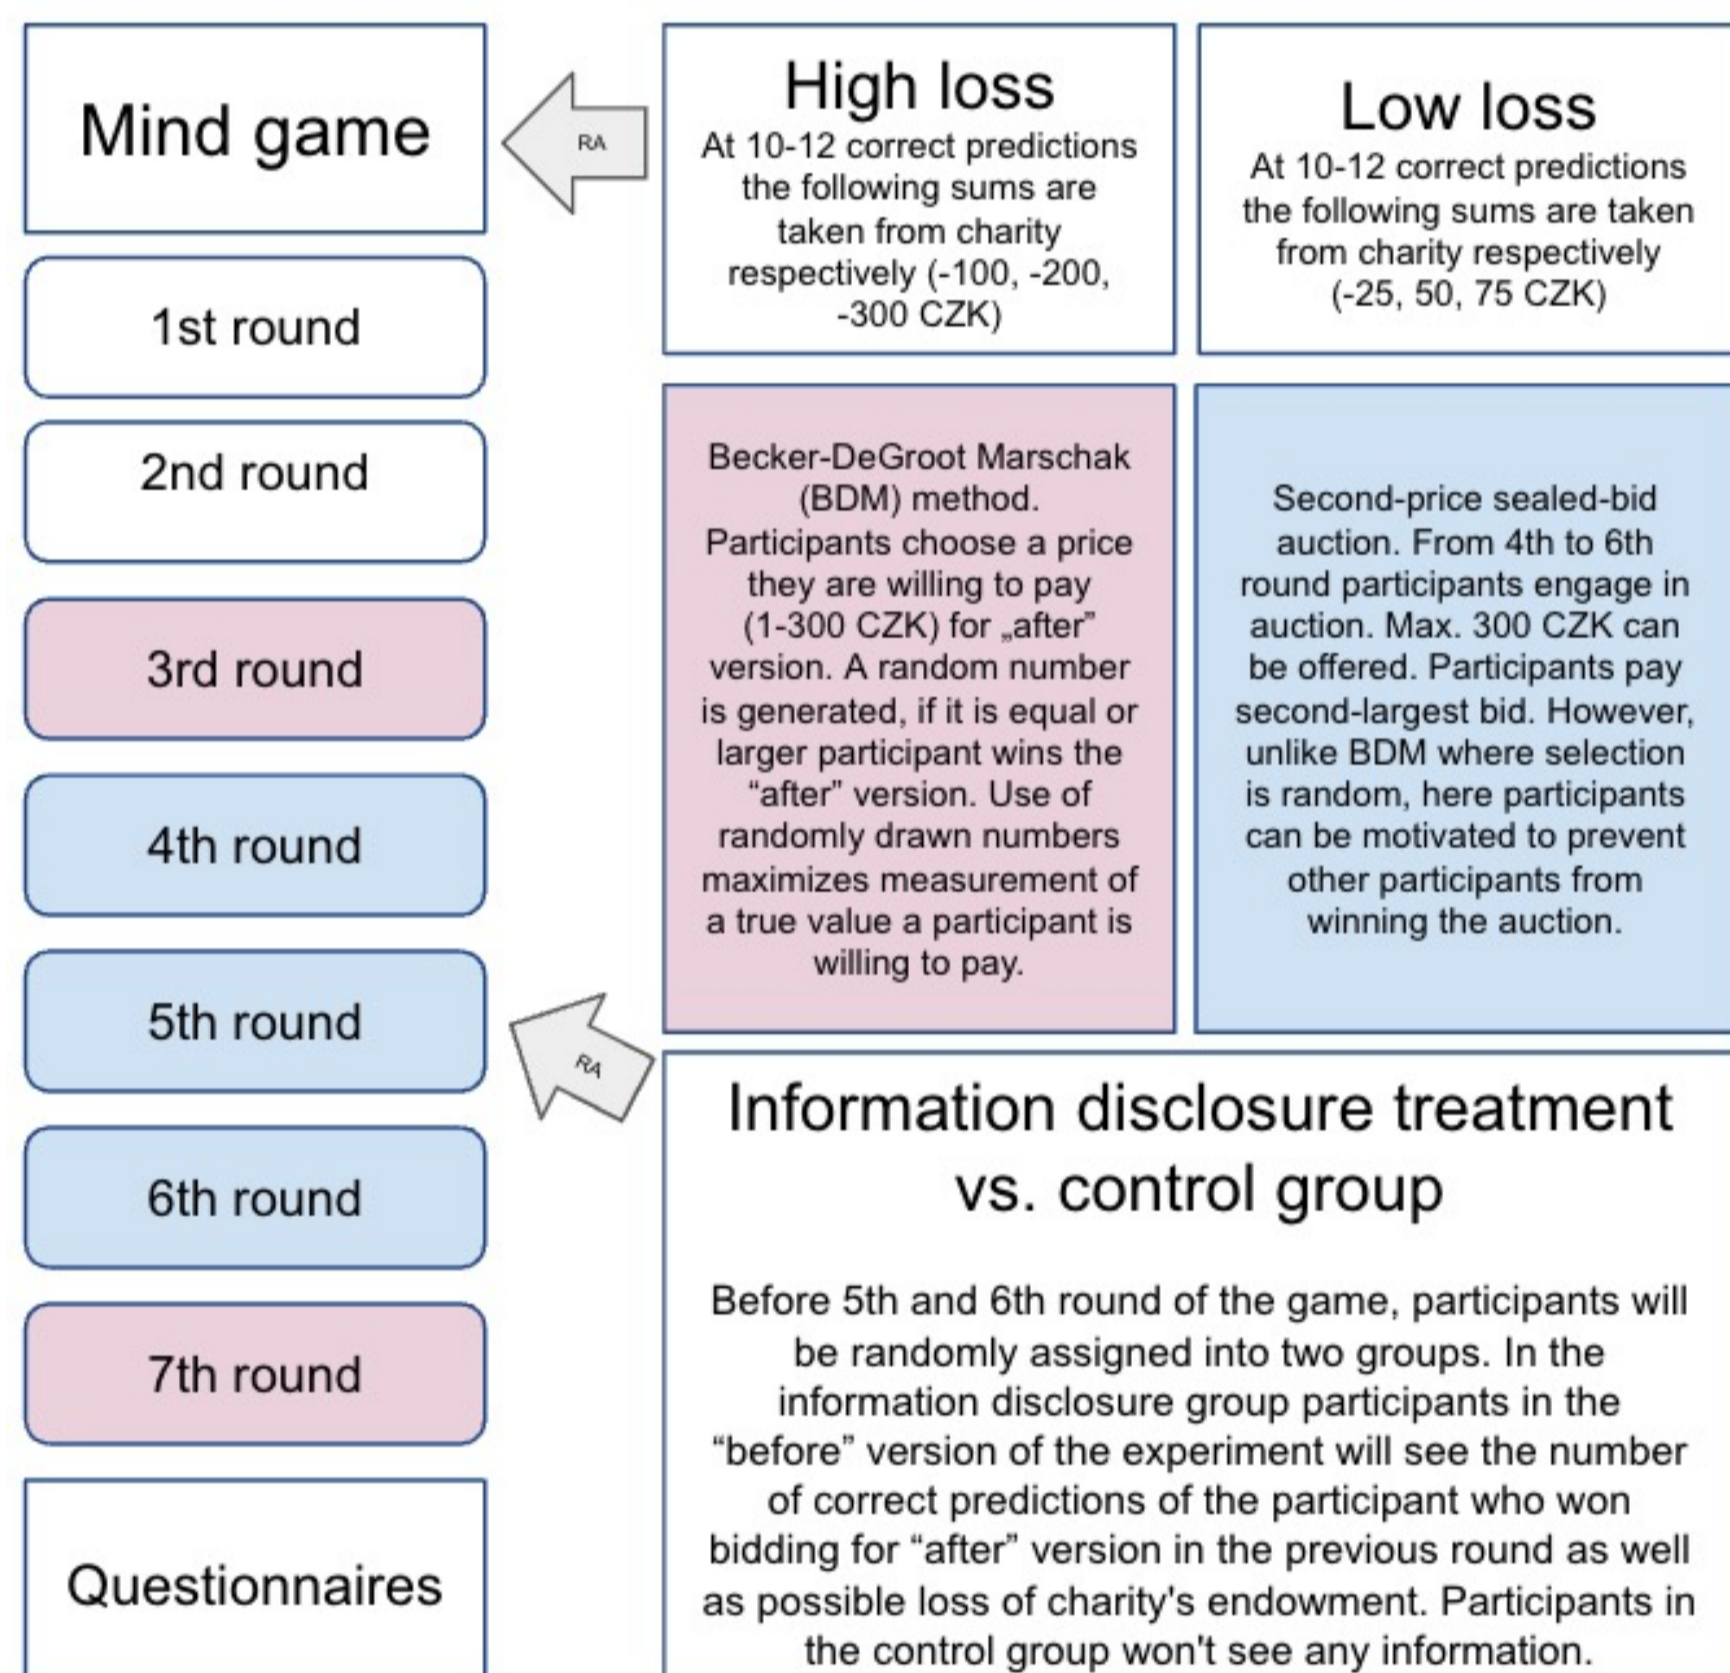 Mind game
1st round
2nd round
3rd round
4th round
5th round
6th round
7th round
Questionnaires
RA
High loss
At 10-12 correct predictions
the following sums are
taken from charity
respectively (-100, -200,
-300 CZK)
Low loss
At 10-12 correct predictions
the following sums are taken
from charity respectively
(-25, 50, 75 CZK)
Becker-DeGroot Marschak
(BDM) method.
Participants choose a price
they are willing to pay
(1-300 CZK) for „after”
version. A random number
is generated, if it is equal or
larger participant wins the
“after” version. Use of
randomly drawn numbers
maximizes measurement of
a true value a participant is
willing to pay.
Second-price sealed-bid
auction. From 4th to 6th
round participants engage in
auction. Max. 300 CZK can
be offered. Participants pay
second-largest bid. However,
unlike BDM where selection
is random, here participants
can be motivated to prevent
other participants from
winning the auction.
RA
Information disclosure treatment
vs. control group
Before 5th and 6th round of the game, participants will
be randomly assigned into two groups. In the
information disclosure group participants in the
“before” version of the experiment will see the number
of correct predictions of the participant who won
bidding for “after” version in the previous round as well
as possible loss of charity's endowment. Participants in
the control group won't see any information.